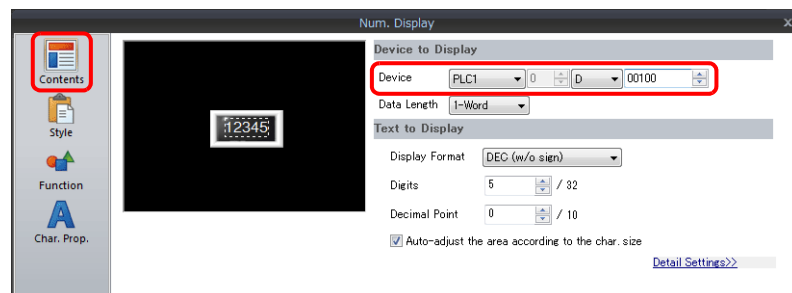 Num. Display x
Contents
Style
Function
Char. Prop.
12345
Device to Display
Device PLC1 0 D 00100
Data Length 1-Word
Text to Display
Display Format DEC (w/o sign)
Digits 5 / 32
Decimal Point 0 / 10
Auto-adjust the area according to the char. size
Detail Settings>>